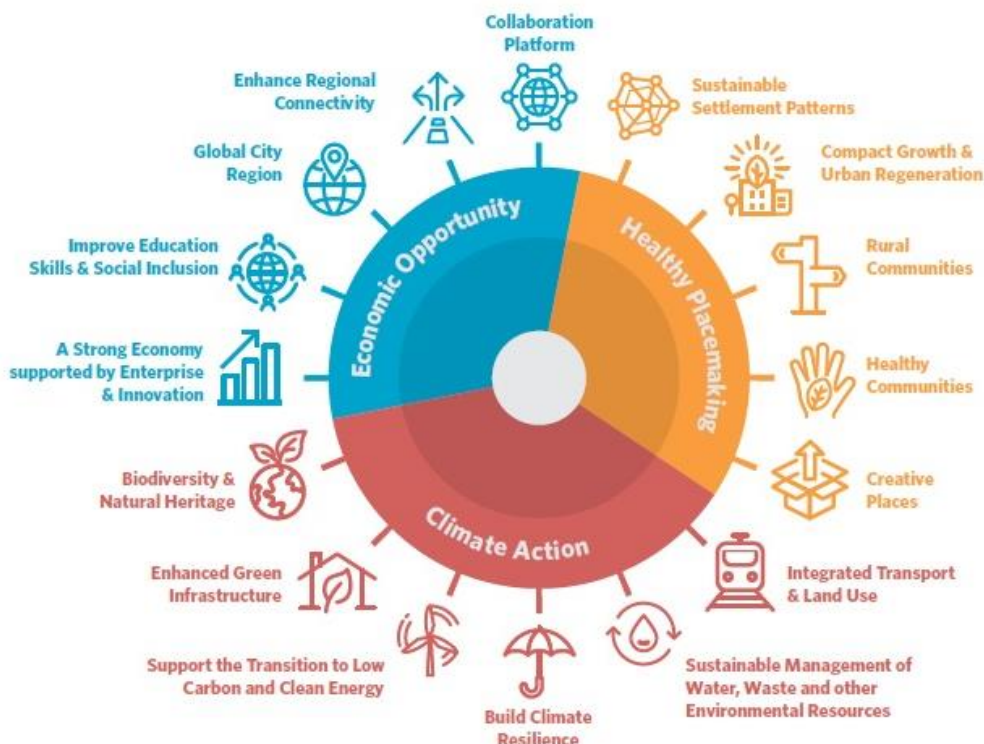 Collaboration
Platform
Sustainable
Settlement Patterns
Compact Growth &
Urban Regeneration
Rural
Communities
Healthy
Communities
Creative
Places
Integrated Transport
& Land Use
Sustainable Management of
Water, Waste and other
Environmental Resources
Build Climate
Resilience
Support the Transition to Low
Carbon and Clean Energy
Enhanced Green
Infrastructure
Biodiversity &
Natural Heritage
A Strong Economy
supported by Enterprise
& Innovation
Improve Education
Skills & Social Inclusion
Global City
Region
Enhance Regional
Connectivity
Economic Opportunity
Healthy Placemaking
Climate Action